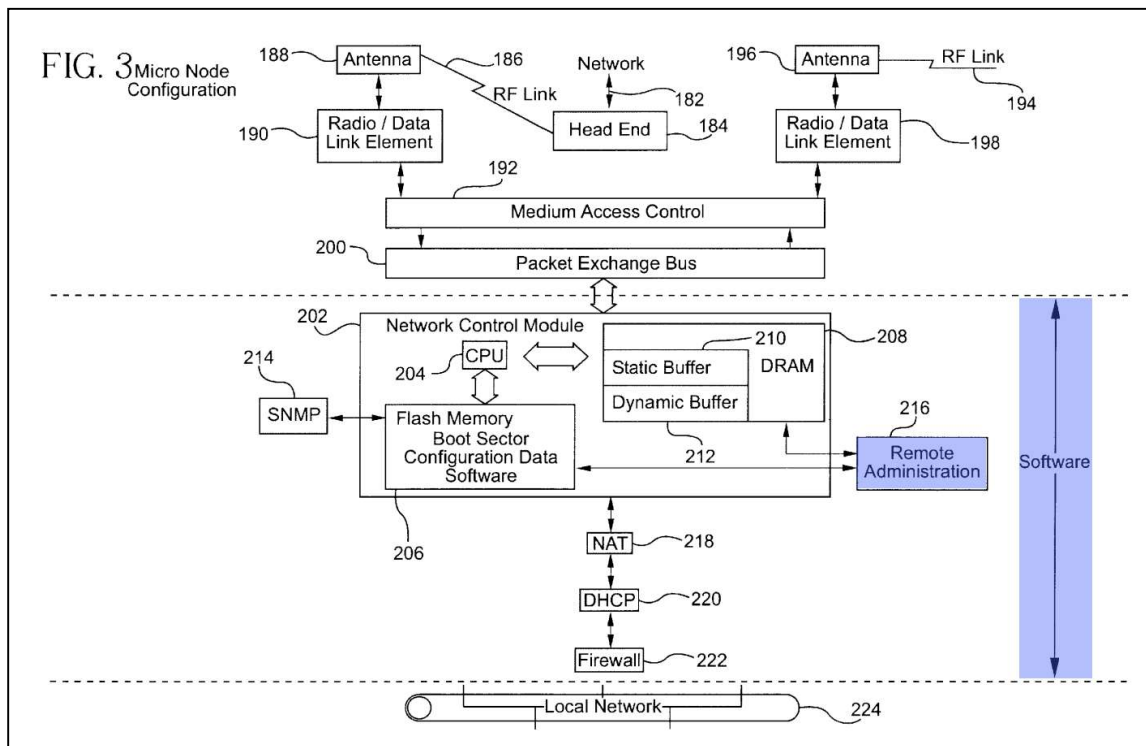 FIG. 3 Micro Node
Configuration
188
Antenna
186
RF Link
Network
182
196
Antenna
RF Link
194
190
Radio / Data
Link Element
Head End
184
Radio / Data
Link Element
198
192
Medium Access Control
200
Packet Exchange Bus
202
Network Control Module
204
CPU
210
208
Static Buffer
DRAM
Dynamic Buffer
212
214
SNMP
Flash Memory
Boot Sector
Configuration Data
Software
206
216
Remote
Administration
Software
NAT
218
DHCP
220
Firewall
222
Local Network
224